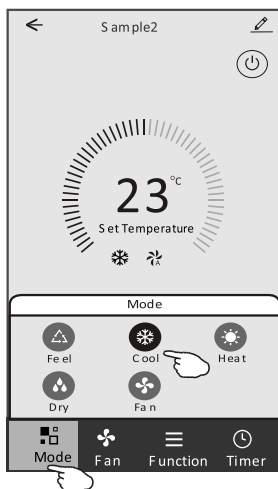 Sample2
23°C
Set Temperature
A
Mode
Feel Cool Heat
Dry Fan
Mode Fan Function Timer